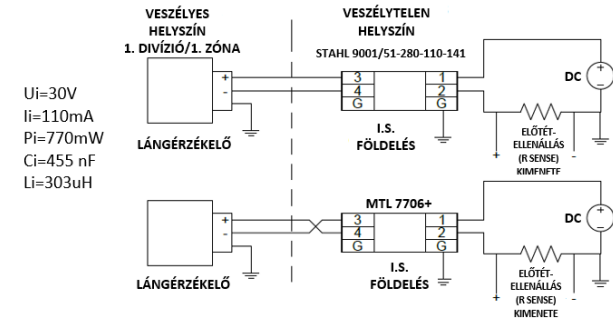 VESZÉLYES
HELYSZÍN
1. DIVÍZIÓ/1. ZÓNA
VESZÉLYTELEN
HELYSZÍN
STAHL 9001/51-280-110-141
Ui=30V
Ii=110mA
Pi=770mW
Ci=455 nF
Li=303uH
+
-
LÁNGÉRZÉKELŐ
3
4
G
1
2
G
I.S.
FÖLDELÉS
DC
+
-
+
-
ELŐTÉT-
ELLENÁLLÁS
(R SENSE)
KIMENETE
MTL 7706+
+
-
LÁNGÉRZÉKELŐ
3
4
G
1
2
G
I.S.
FÖLDELÉS
DC
+
-
+
-
ELŐTÉT-
ELLENÁLLÁS
(R SENSE)
KIMENETE